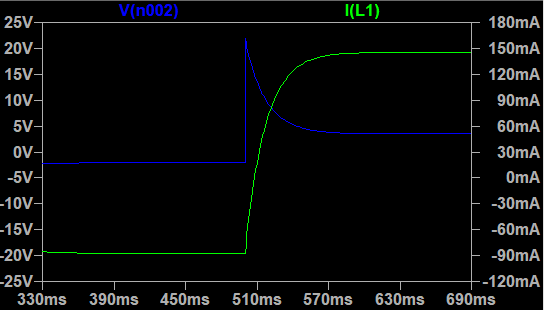 V(n002) I(L1)
25V 180mA
20V 150mA
15V 120mA
10V 90mA
5V 60mA
0V 30mA
-5V 0mA
-10V -30mA
-15V -60mA
-20V -90mA
-25V -120mA
330ms 390ms 450ms 510ms 570ms 630ms 690ms